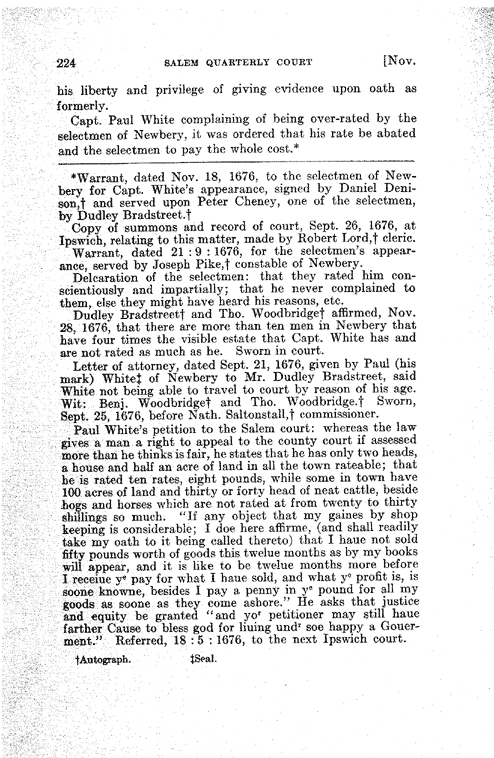 224 SALEM QUARTERLY COURT [Nov.
his liberty and privilege of giving evidence upon oath as
formerly.
Capt. Paul White complaining of being over-rated by the
selectmen of Newbery, it was ordered that his rate be abated
and the selectmen to pay the whole cost.*
*Warrant, dated Nov. 18, 1676, to the selectmen of New-
bery for Capt. White's appearance, signed by Daniel Deni-
son,† and served upon Peter Cheney, one of the selectmen,
by Dudley Bradstreet.†
Copy of summons and record of court, Sept. 26, 1676, at
Ipswich, relating to this matter, made by Robert Lord,† cleric.
Warrant, dated 21 : 9 : 1676, for the selectmen's appear-
ance, served by Joseph Pike,† constable of Newbery.
Delcaration of the selectmen: that they rated him con-
scientiously and impartially; that he never complained to
them, else they might have heard his reasons, etc.
Dudley Bradstreet† and Tho. Woodbridge† affirmed, Nov.
28, 1676, that there are more than ten men in Newbery that
have four times the visible estate that Capt. White has and
are not rated as much as he. Sworn in court.
Letter of attorney, dated Sept. 21, 1676, given by Paul (his
mark) White‡ of Newbery to Mr. Dudley Bradstreet, said
White not being able to travel to court by reason of his age.
Wit: Benj. Woodbridge† and Tho. Woodbridge.† Sworn,
Sept. 25, 1676, before Nath. Saltonstall,† commissioner.
Paul White's petition to the Salem court: whereas the law
gives a man a right to appeal to the county court if assessed
more than he thinks is fair, he states that he has only two heads,
a house and half an acre of land in all the town rateable; that
he is rated ten rates, eight pounds, while some in town have
100 acres of land and thirty or forty head of neat cattle, beside
hogs and horses which are not rated at from twenty to thirty
shillings so much. "If any object that my gaines by shop
keeping is considerable; I doe here affirme, (and shall readily
take my oath to it being called thereto) that I haue not sold
fifty pounds worth of goods this twelue months as by my books
will appear, and it is like to be twelue months more before
I receiue yᵉ pay for what I haue sold, and what yᵉ profit is, is
soone knowne, besides I pay a penny in yᵉ pound for all my
goods as soone as they come ashore." He asks that justice
and equity be granted "and yoʳ petitioner may still haue
farther Cause to bless god for liuing undʳ soe happy a Gouer-
ment." Referred, 18 : 5 : 1676, to the next Ipswich court.
†Autograph. ‡Seal.